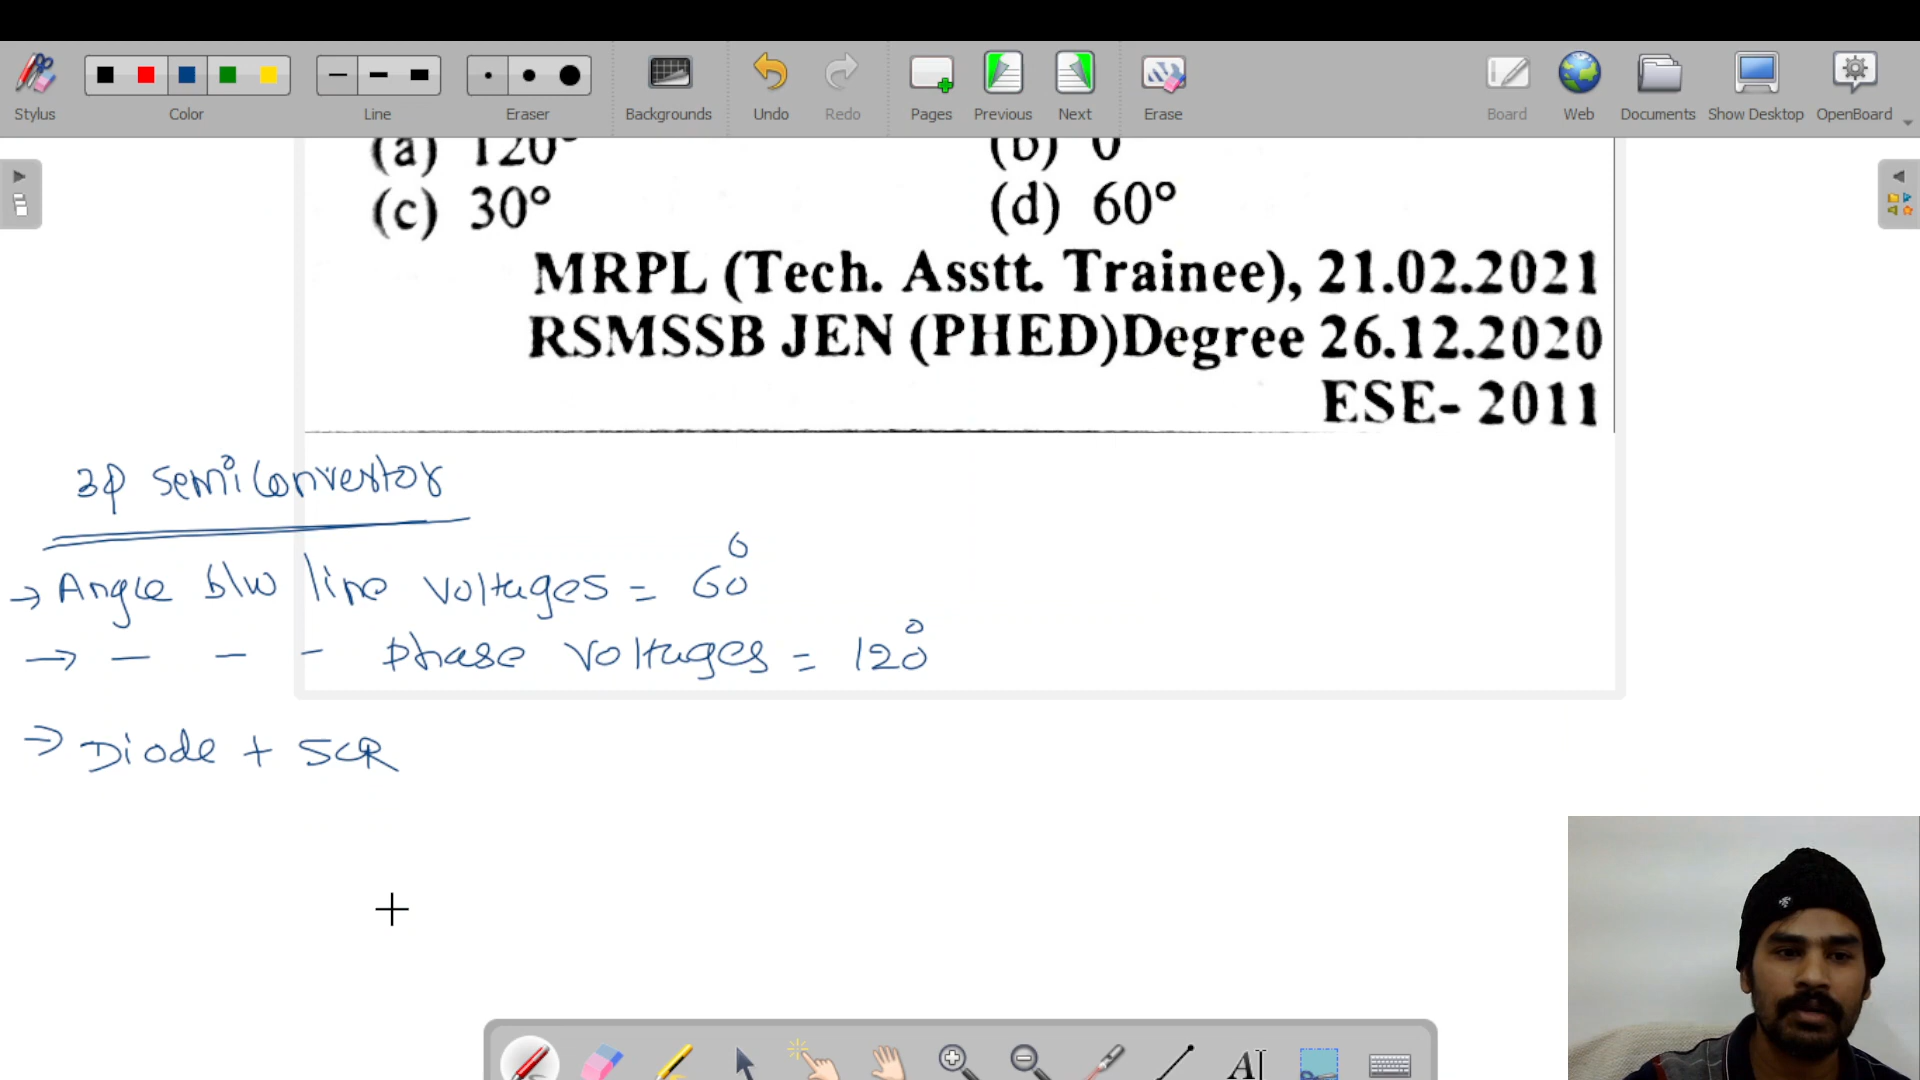 Stylus Color Line Eraser Backgrounds Undo Redo Pages Previous Next Erase Board Web Documents Show Desktop OpenBoard
(a) 120° (b) 0
(c) 30° (d) 60°
MRPL (Tech. Asstt. Trainee), 21.02.2021
RSMSSB JEN (PHED)Degree 26.12.2020
ESE- 2011
3φ semiconvertor
→ Angle b/w line voltages = 60°
→ - - - phase voltages = 120°
⇒ Diode + SCR